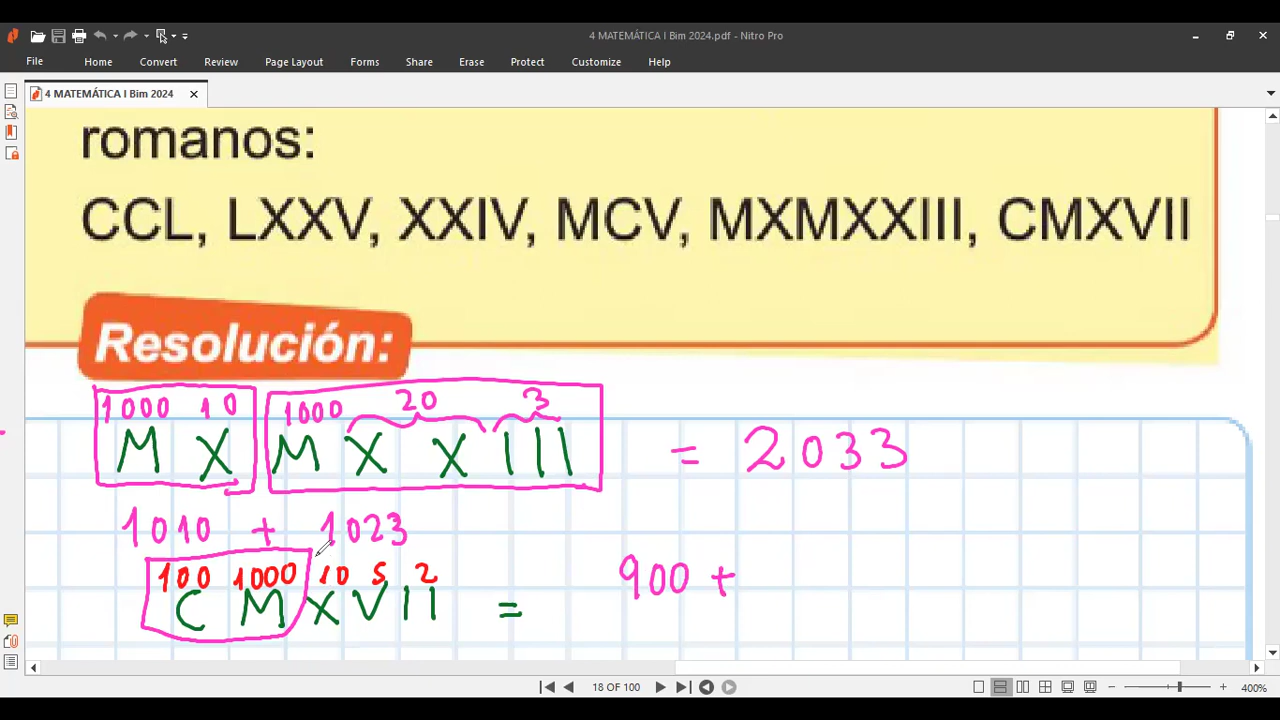 4 MATEMÁTICA I Bim 2024.pdf - Nitro Pro
File Home Convert Review Page Layout Forms Share Erase Protect Customize Help
4 MATEMÁTICA I Bim 2024
romanos:
CCL, LXXV, XXIV, MCV, MXMXXIII, CMXVII
Resolución:
1000 10 1000 20 3
M X M X X III = 2033
1010 + 1023
100 1000 10 5 2
C M X V II = 900 +
18 OF 100
400%